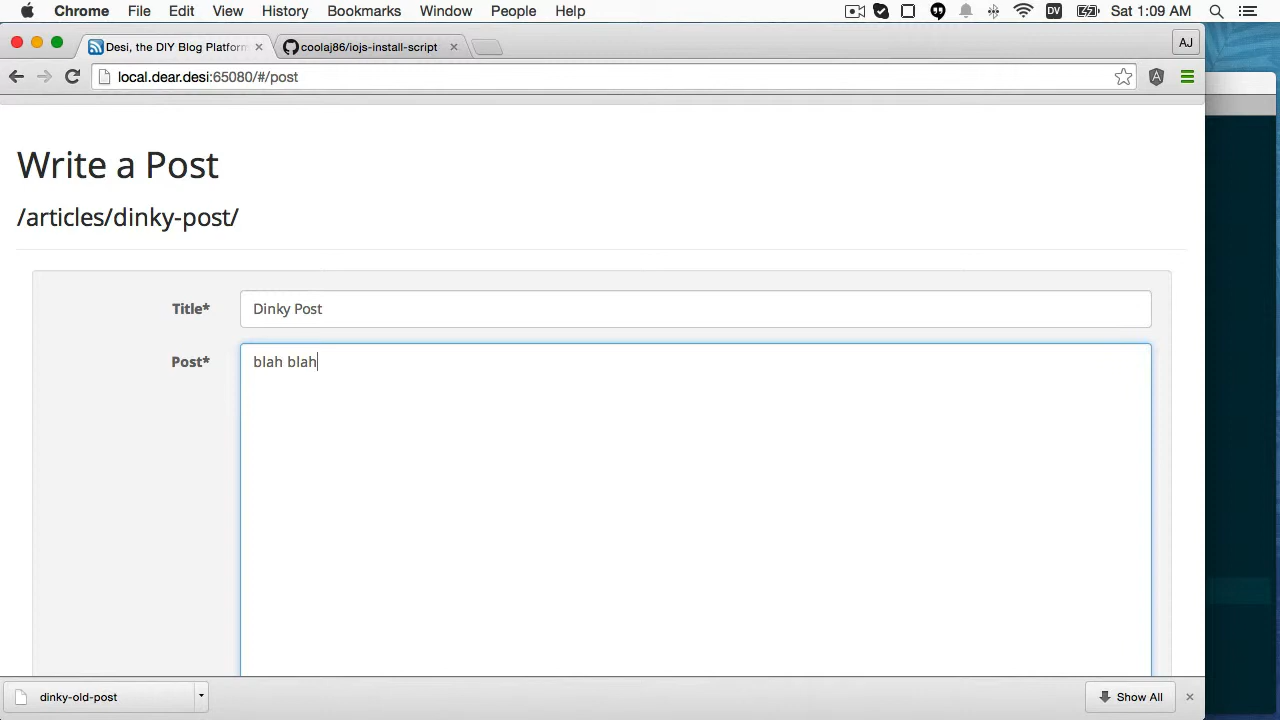 Chrome File Edit View History Bookmarks Window People Help DV Sat 1:09 AM
Desi, the DIY Blog Platform coolaj86/iojs-install-script AJ
local.dear.desi:65080/#/post
Write a Post
/articles/dinky-post/
Title* Dinky Post
Post* blah blah
dinky-old-post Show All